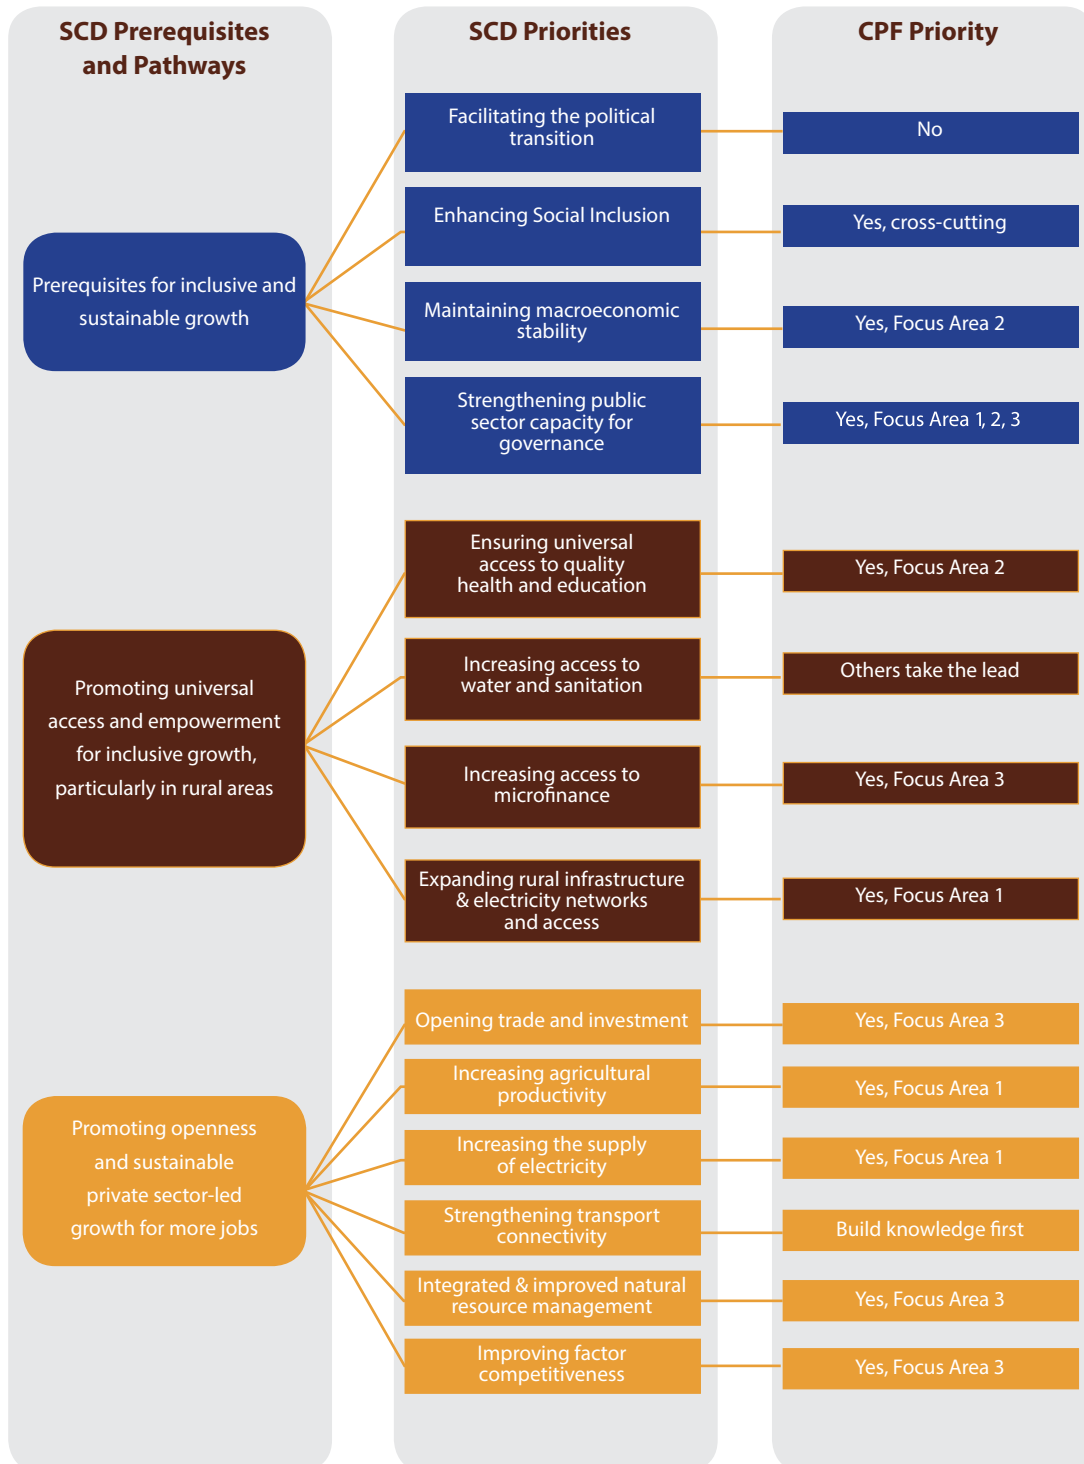 SCD Prerequisites
and Pathways
SCD Priorities
CPF Priority
Prerequisites for inclusive and
sustainable growth
Facilitating the political
transition
No
Enhancing Social Inclusion
Yes, cross-cutting
Maintaining macroeconomic
stability
Yes, Focus Area 2
Strengthening public
sector capacity for
governance
Yes, Focus Area 1, 2, 3
Promoting universal
access and empowerment
for inclusive growth,
particularly in rural areas
Ensuring universal
access to quality
health and education
Yes, Focus Area 2
Increasing access to
water and sanitation
Others take the lead
Increasing access to
microfinance
Yes, Focus Area 3
Expanding rural infrastructure
& electricity networks
and access
Yes, Focus Area 1
Promoting openness
and sustainable
private sector-led
growth for more jobs
Opening trade and investment
Yes, Focus Area 3
Increasing agricultural
productivity
Yes, Focus Area 1
Increasing the supply
of electricity
Yes, Focus Area 1
Strengthening transport
connectivity
Build knowledge first
Integrated & improved natural
resource management
Yes, Focus Area 3
Improving factor
competitiveness
Yes, Focus Area 3